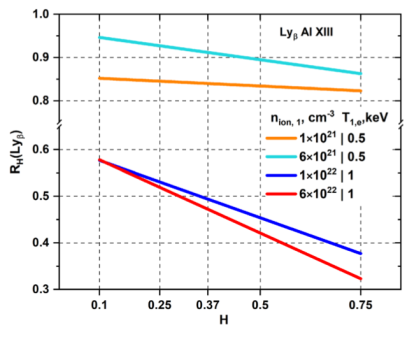 1.0
Lyβ Al XIII
0.9
0.8
nion, 1, cm⁻³ T1,e,keV
1×10²¹ | 0.5
6×10²¹ | 0.5
1×10²² | 1
6×10²² | 1
RH(Lyβ)
0.6
0.5
0.4
0.3
0.1 0.25 0.37 0.5 0.75
H